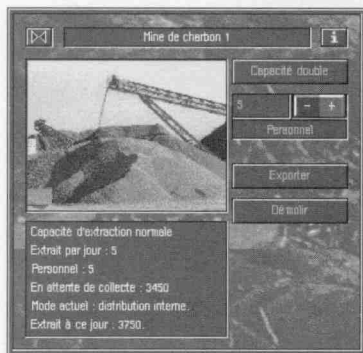 Mine de charbon 1
i
Capacité double
5
- +
Personnel
Exporter
Démolir
Capacité d'extraction normale
Extrait par jour : 5
Personnel : 5
En attente de collecte : 3450
Mode actuel : distribution interne.
Extrait à ce jour : 3750.